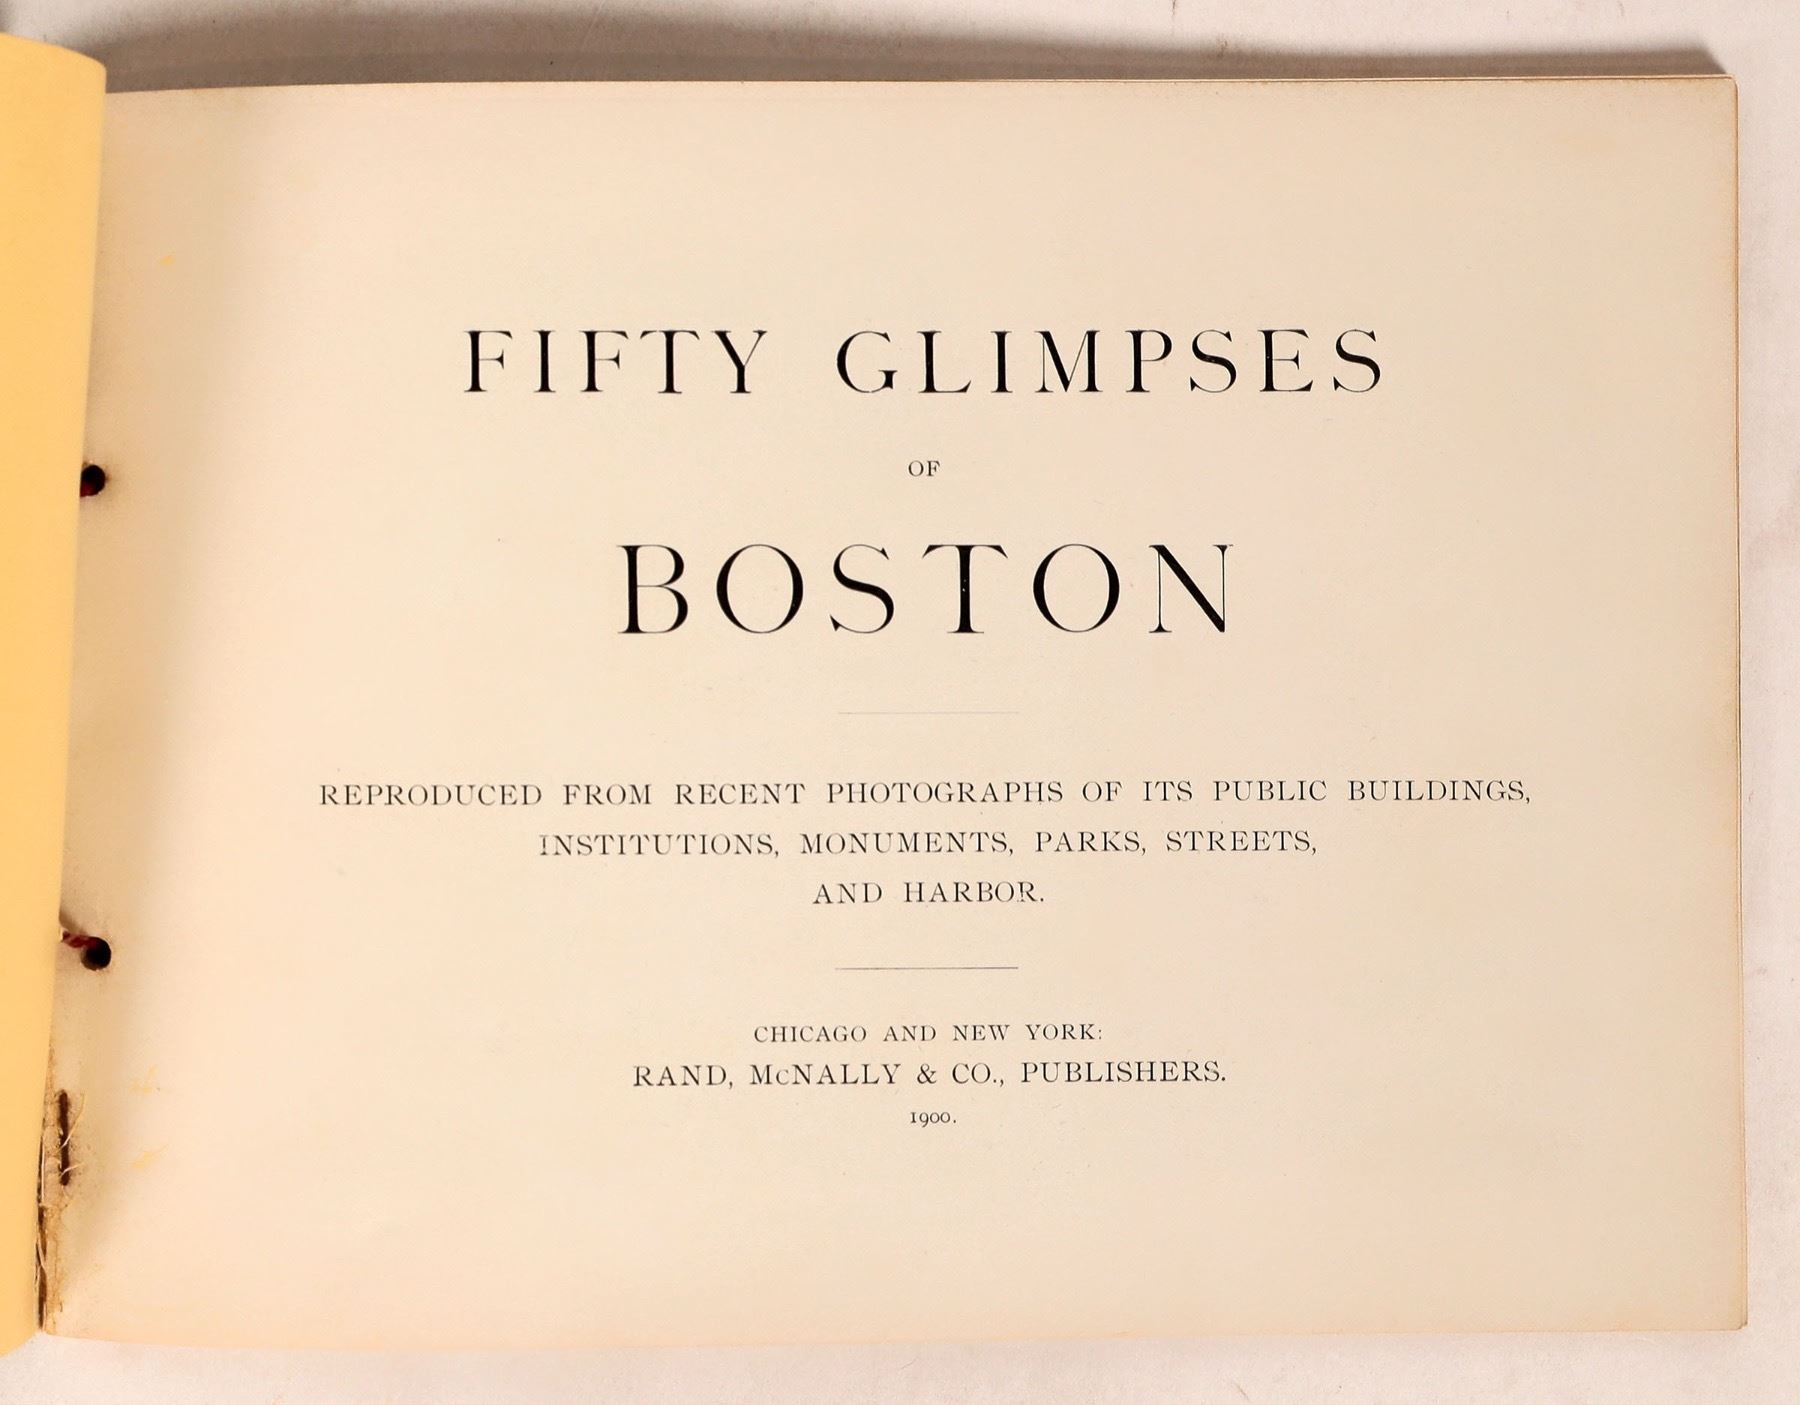 FIFTY GLIMPSES
OF
BOSTON
REPRODUCED FROM RECENT PHOTOGRAPHS OF ITS PUBLIC BUILDINGS,
INSTITUTIONS, MONUMENTS, PARKS, STREETS,
AND HARBOR.
CHICAGO AND NEW YORK:
RAND, McNALLY & CO., PUBLISHERS.
1900.